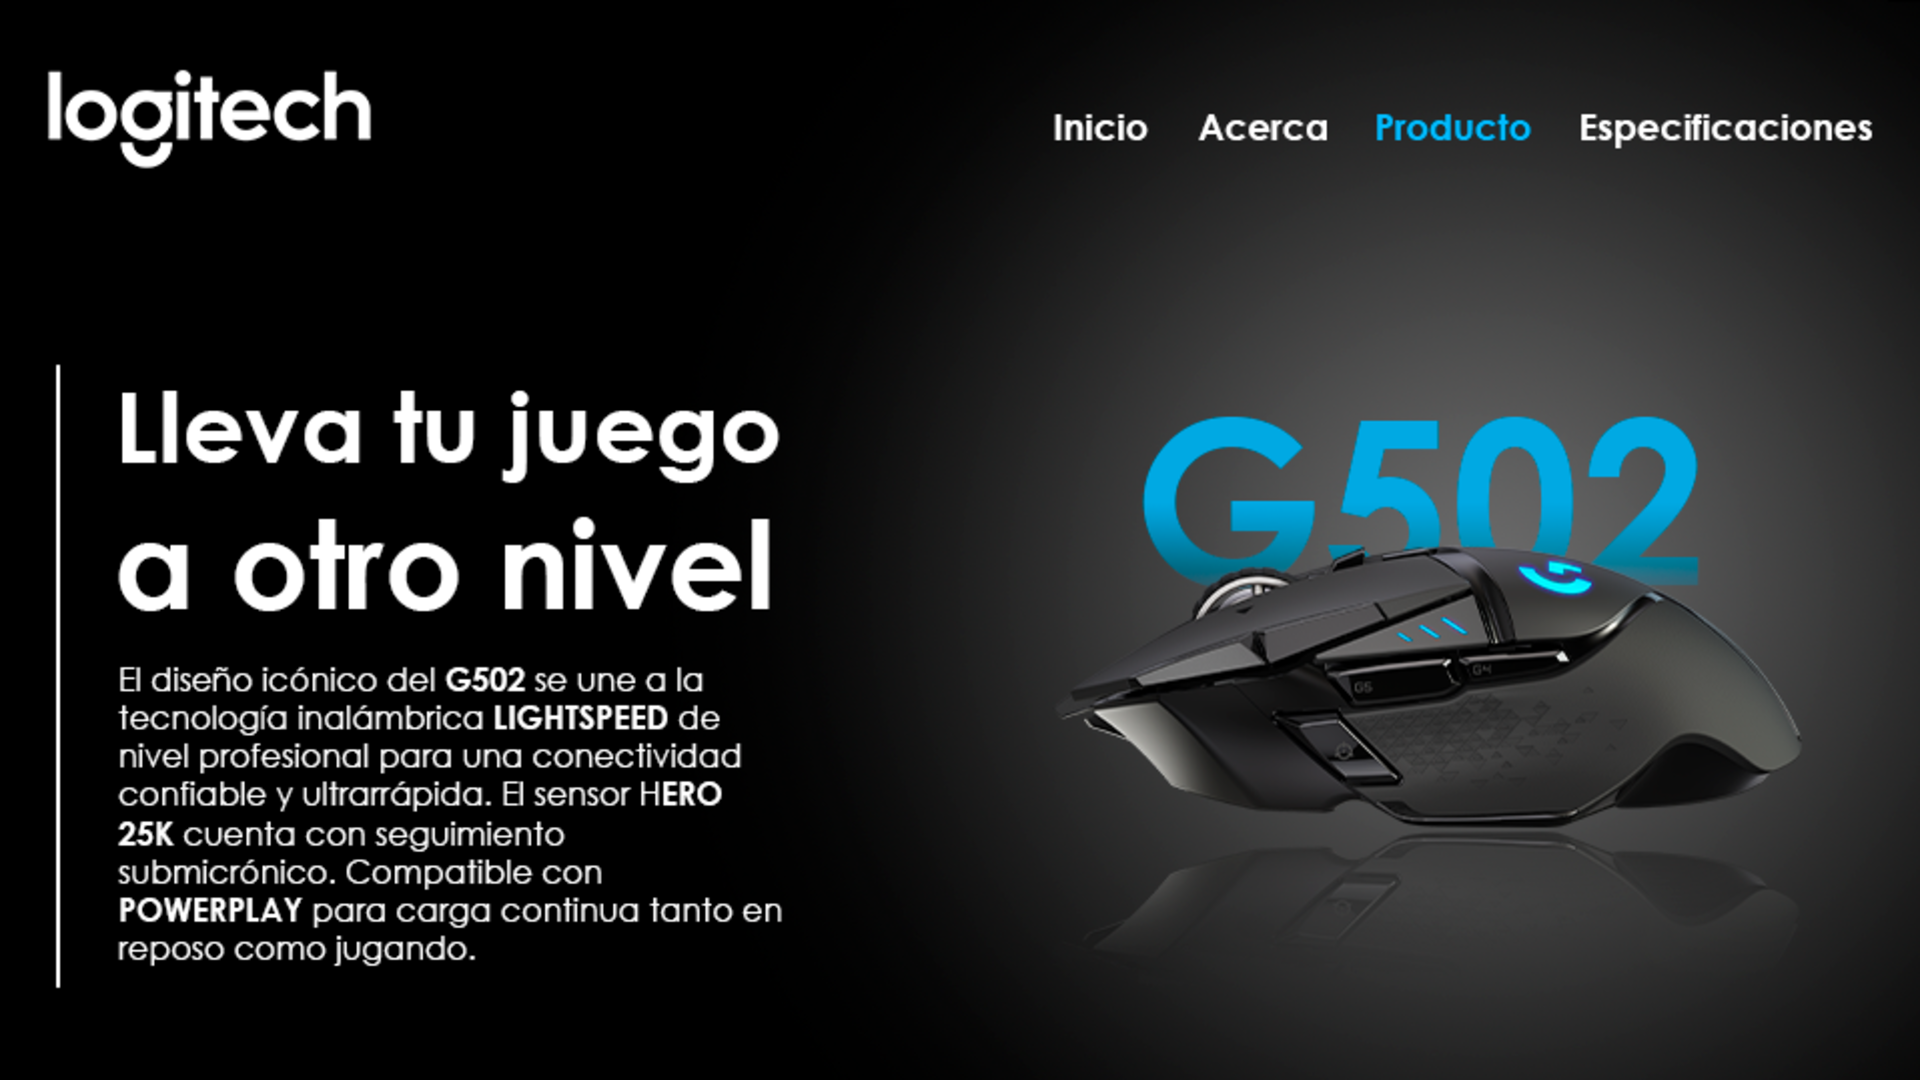 logitech
Inicio Acerca Producto Especificaciones
Lleva tu juego
a otro nivel
El diseño icónico del G502 se une a la
tecnología inalámbrica LIGHTSPEED de
nivel profesional para una conectividad
confiable y ultrarrápida. El sensor HERO
25K cuenta con seguimiento
submicrónico. Compatible con
POWERPLAY para carga continua tanto en
reposo como jugando.
G502
G5 G4